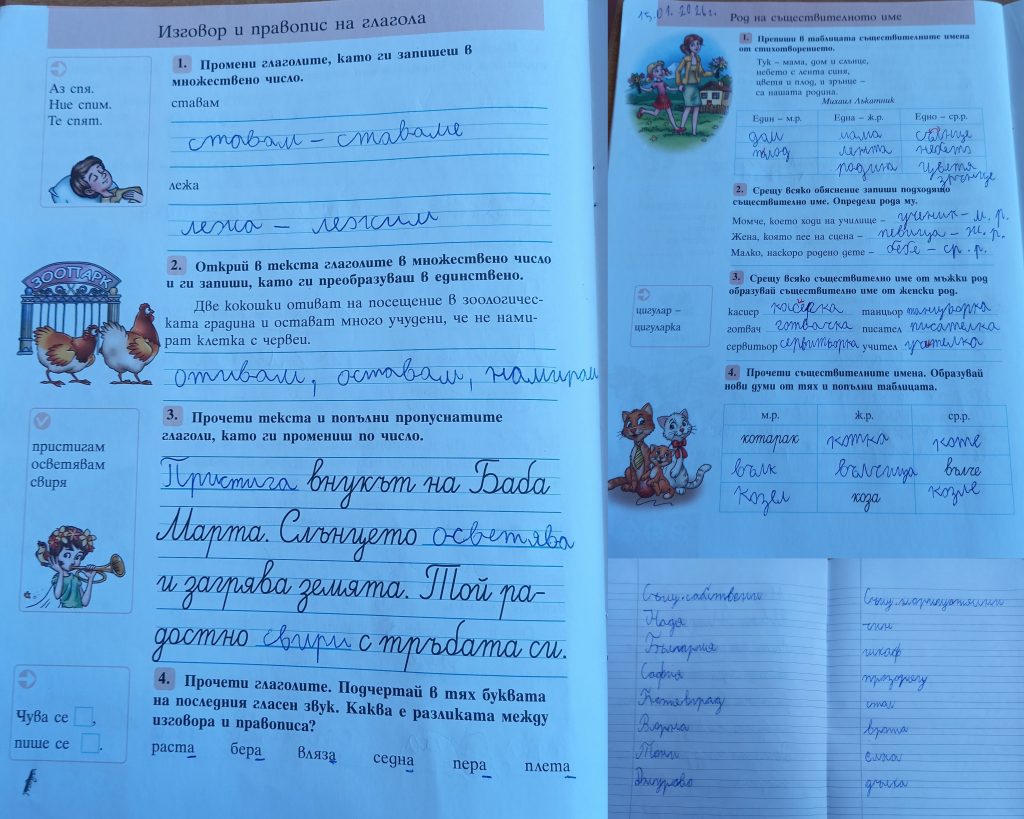 Изговор и правопис на глагола
Аз спя.
Ние спим.
Те спят.
1. Промени глаголите, като ги запишеш в
множествено число.
ставам
ставам – ставаме
лежа
лежа – лежим
ЗООПАРК
2. Открий в текста глаголите в множествено число
и ги запиши, като ги преобразуваш в единствено.
Две кокошки отиват на посещение в зоологичес-
ката градина и остават много учудени, че не нами-
рат клетка с червеи.
отивам, оставам, намирам
пристигам
осветявам
свиря
3. Прочети текста и попълни пропуснатите
глаголи, като ги промениш по число.
Пристига внукът на Баба
Марта. Слънцето осветява
и загрява земята. Той ра-
достно свири с тръбата си.
Чува се ,
пише се .
4. Прочети глаголите. Подчертай в тях буквата
на последния гласен звук. Каква е разликата между
изговора и правописа?
раста бера вляза седна пера плета
15.01.2026г.
Род на съществителното име
1. Препиши в таблицата съществителните имена
от стихотворението.
Тук – мама, дом и слънце,
небето с лента синя,
цветя и плод, и зрънце –
са нашата родина.
Михаил Лъкатник
Един – м.р. Една – ж.р. Едно – ср.р.
дом мама слънце
плод лента небето
родина цветя
зрънце
2. Срещу всяко обяснение запиши подходящо
съществително име. Определи рода му.
Момче, което ходи на училище – ученик – м. р.
Жена, която пее на сцена – певица – ж. р.
Малко, наскоро родено дете – бебе – ср. р.
цигулар –
цигуларка
3. Срещу всяко съществително име от мъжки род
образувай съществително име от женски род.
касиер касиерка танцьор танцьорка
готвач готвачка писател писателка
сервитьор сервитьорка учител учителка
4. Прочети съществителните имена. Образувай
нови думи от тях и попълни таблицата.
м.р. ж.р. ср.р.
котарак котка коте
вълк вълчица вълче
козел коза козле
Същ. собствени
Надя
България
София
Ботевград
Варна
Тони
Същ. нарицателни
чин
шкаф
прозорец
стол
врата
елха
дъска